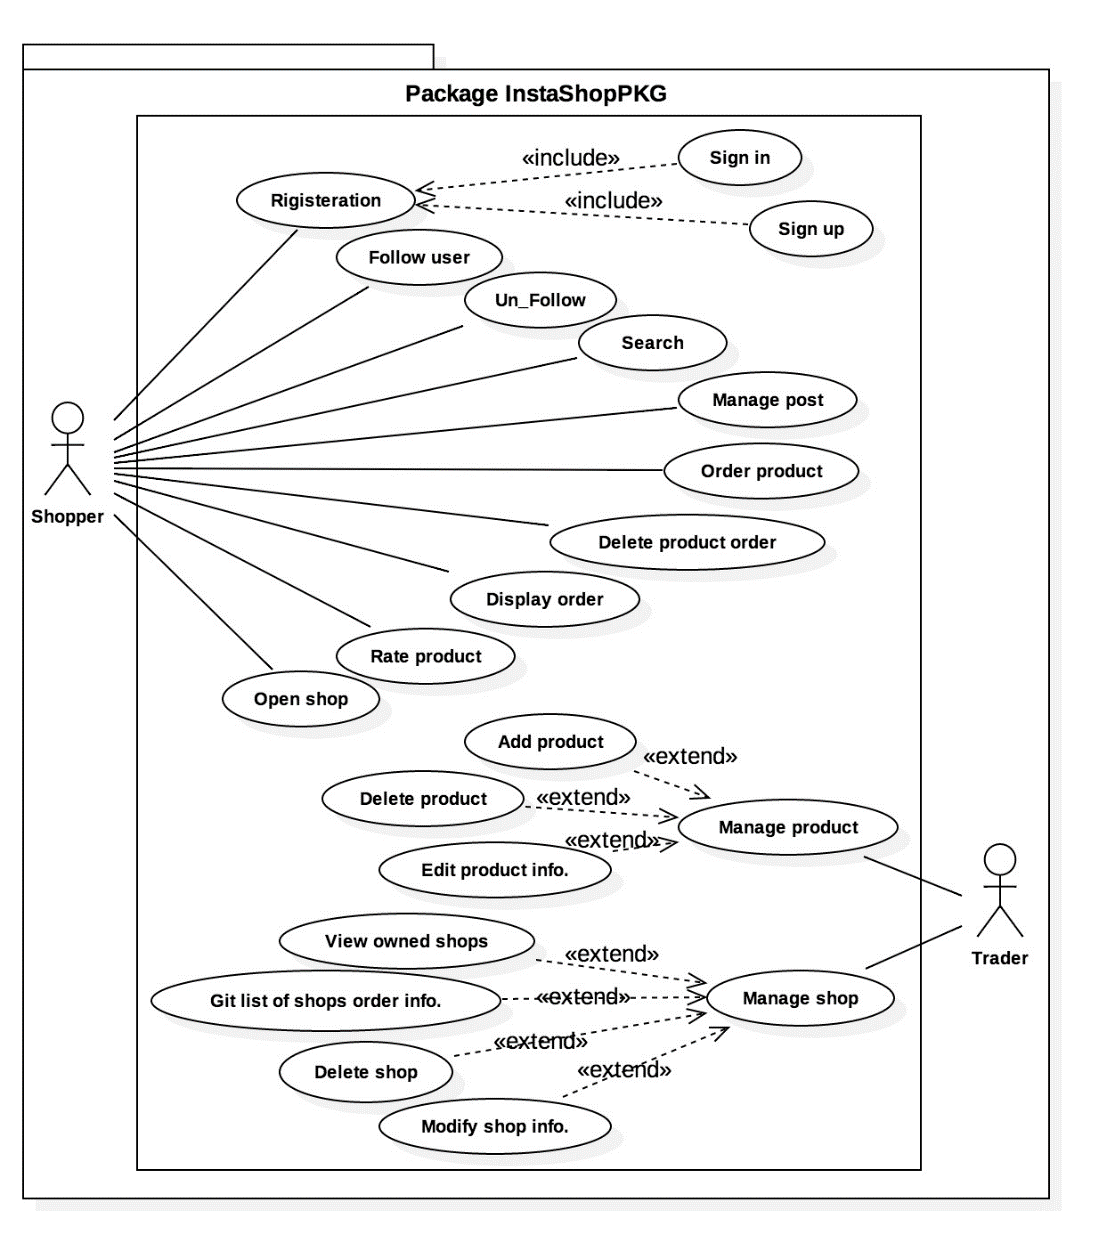 Package InstaShopPKG
«include»
Sign in
Rigisteration
«include»
Sign up
Follow user
Un_Follow
Search
Manage post
Order product
Shopper
Delete product order
Display order
Rate product
Open shop
Add product
«extend»
Delete product
«extend»
Manage product
«extend»
Edit product info.
View owned shops
«extend»
Trader
Git list of shops order info.
«extend»
Manage shop
«extend»
Delete shop
«extend»
Modify shop info.